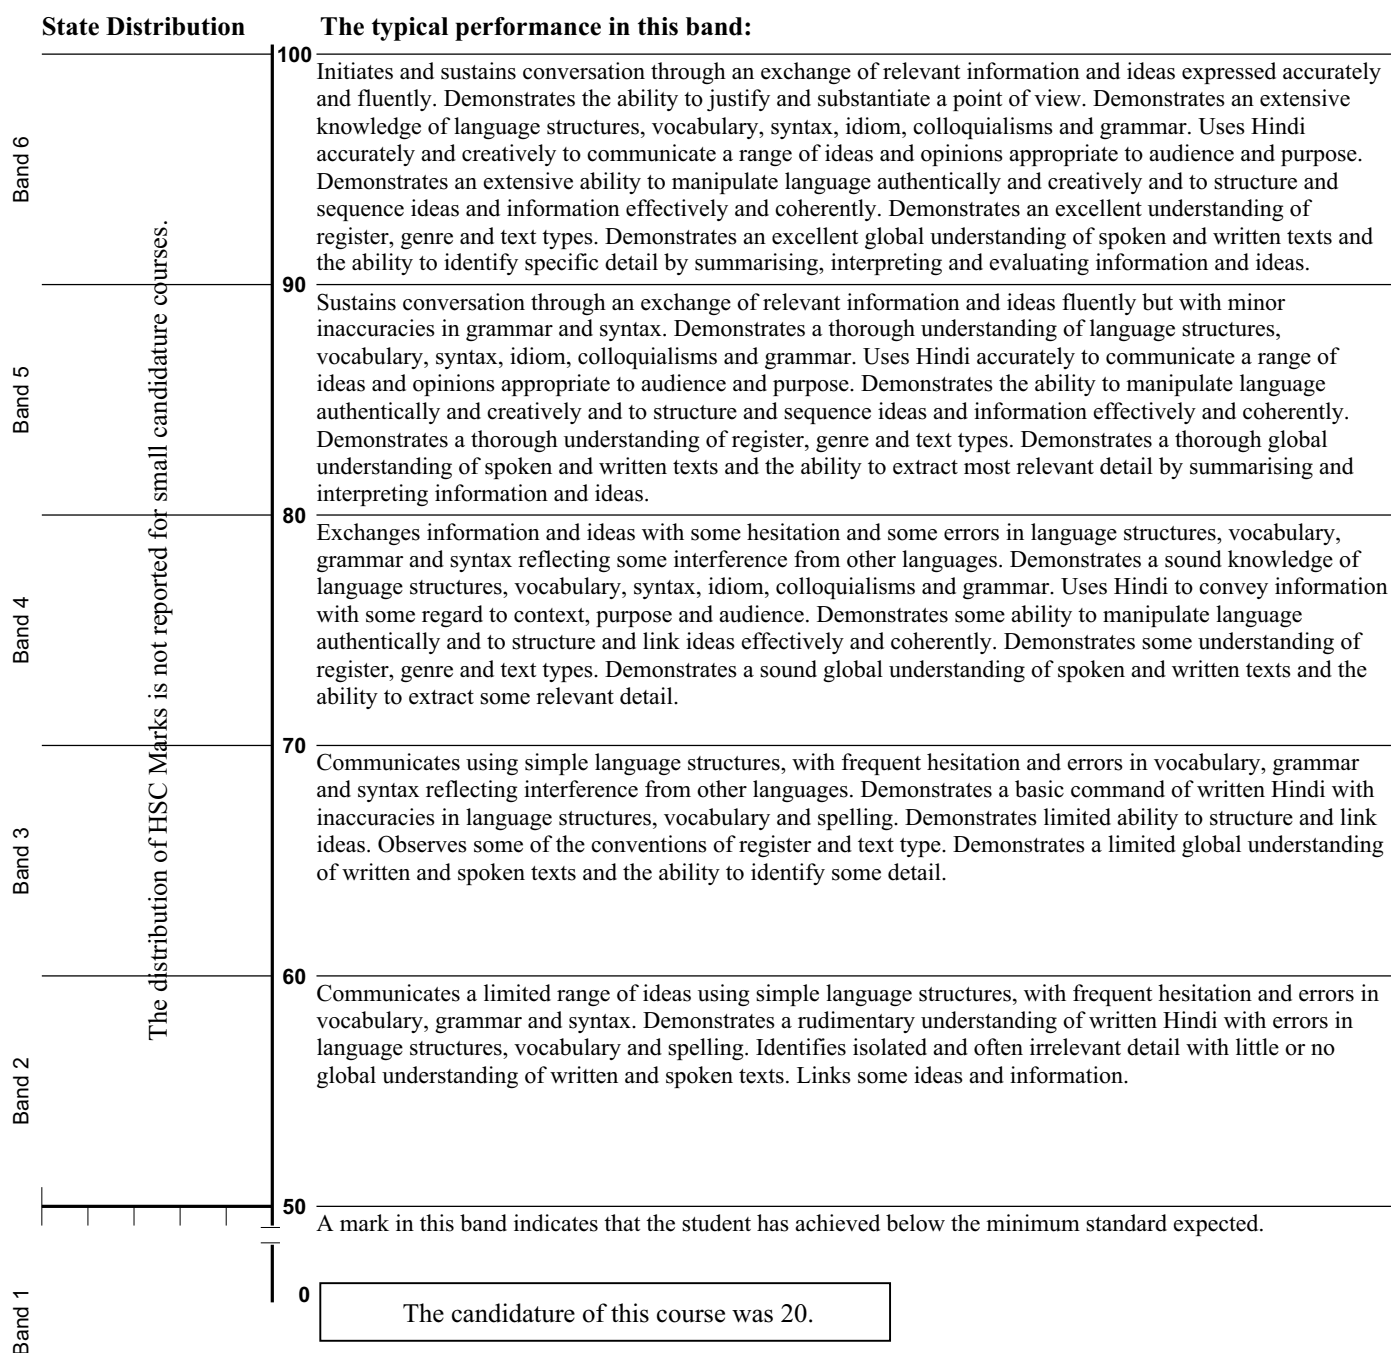 State Distribution
The typical performance in this band:
100
Initiates and sustains conversation through an exchange of relevant information and ideas expressed accurately
and fluently. Demonstrates the ability to justify and substantiate a point of view. Demonstrates an extensive
knowledge of language structures, vocabulary, syntax, idiom, colloquialisms and grammar. Uses Hindi
accurately and creatively to communicate a range of ideas and opinions appropriate to audience and purpose.
Demonstrates an extensive ability to manipulate language authentically and creatively and to structure and
sequence ideas and information effectively and coherently. Demonstrates an excellent understanding of
register, genre and text types. Demonstrates an excellent global understanding of spoken and written texts and
the ability to identify specific detail by summarising, interpreting and evaluating information and ideas.
Band 6
90
Sustains conversation through an exchange of relevant information and ideas fluently but with minor
inaccuracies in grammar and syntax. Demonstrates a thorough understanding of language structures,
vocabulary, syntax, idiom, colloquialisms and grammar. Uses Hindi accurately to communicate a range of
ideas and opinions appropriate to audience and purpose. Demonstrates the ability to manipulate language
authentically and creatively and to structure and sequence ideas and information effectively and coherently.
Demonstrates a thorough understanding of register, genre and text types. Demonstrates a thorough global
understanding of spoken and written texts and the ability to extract most relevant detail by summarising and
interpreting information and ideas.
Band 5
80
Exchanges information and ideas with some hesitation and some errors in language structures, vocabulary,
grammar and syntax reflecting some interference from other languages. Demonstrates a sound knowledge of
language structures, vocabulary, syntax, idiom, colloquialisms and grammar. Uses Hindi to convey information
with some regard to context, purpose and audience. Demonstrates some ability to manipulate language
authentically and to structure and link ideas effectively and coherently. Demonstrates some understanding of
register, genre and text types. Demonstrates a sound global understanding of spoken and written texts and the
ability to extract some relevant detail.
Band 4
The distribution of HSC Marks is not reported for small candidature courses.
70
Communicates using simple language structures, with frequent hesitation and errors in vocabulary, grammar
and syntax reflecting interference from other languages. Demonstrates a basic command of written Hindi with
inaccuracies in language structures, vocabulary and spelling. Demonstrates limited ability to structure and link
ideas. Observes some of the conventions of register and text type. Demonstrates a limited global understanding
of written and spoken texts and the ability to identify some detail.
Band 3
60
Communicates a limited range of ideas using simple language structures, with frequent hesitation and errors in
vocabulary, grammar and syntax. Demonstrates a rudimentary understanding of written Hindi with errors in
language structures, vocabulary and spelling. Identifies isolated and often irrelevant detail with little or no
global understanding of written and spoken texts. Links some ideas and information.
Band 2
50
A mark in this band indicates that the student has achieved below the minimum standard expected.
0
The candidature of this course was 20.
Band 1